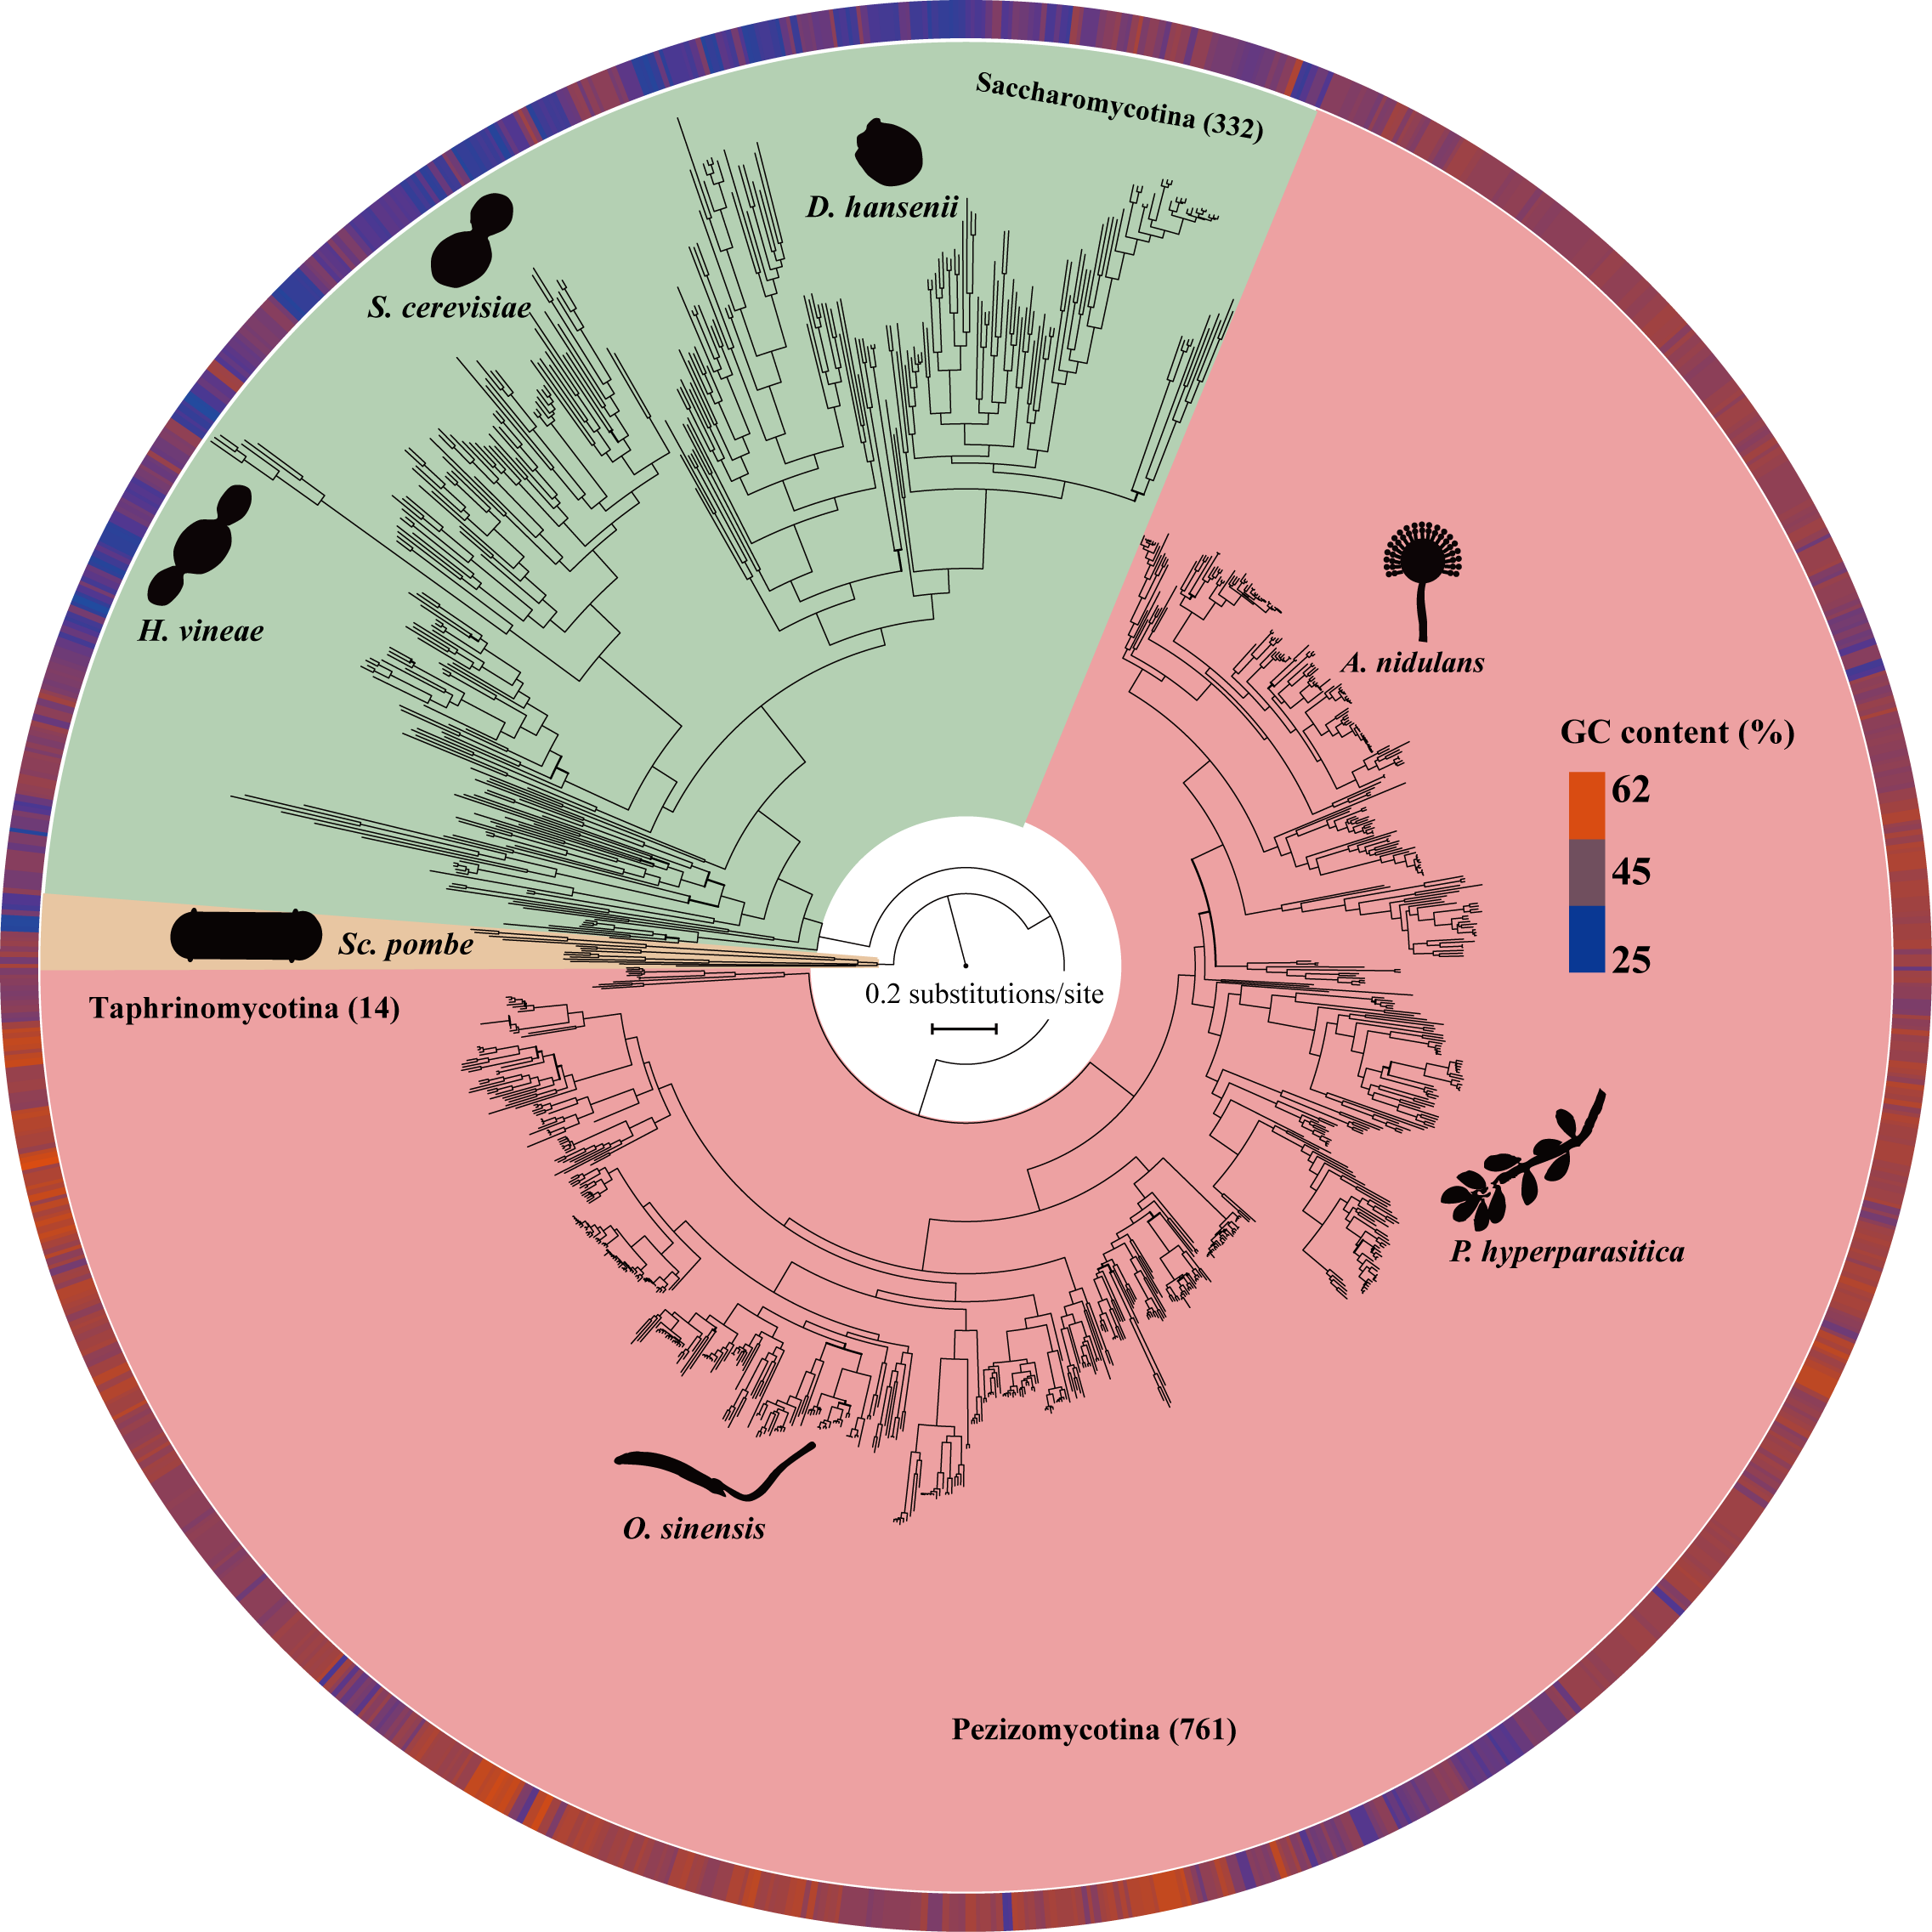 Saccharomycotina (332)
D. hansenii
S. cerevisiae
H. vineae
A. nidulans
GC content (%)
62
45
25
Sc. pombe
Taphrinomycotina (14)
0.2 substitutions/site
P. hyperparasitica
O. sinensis
Pezizomycotina (761)